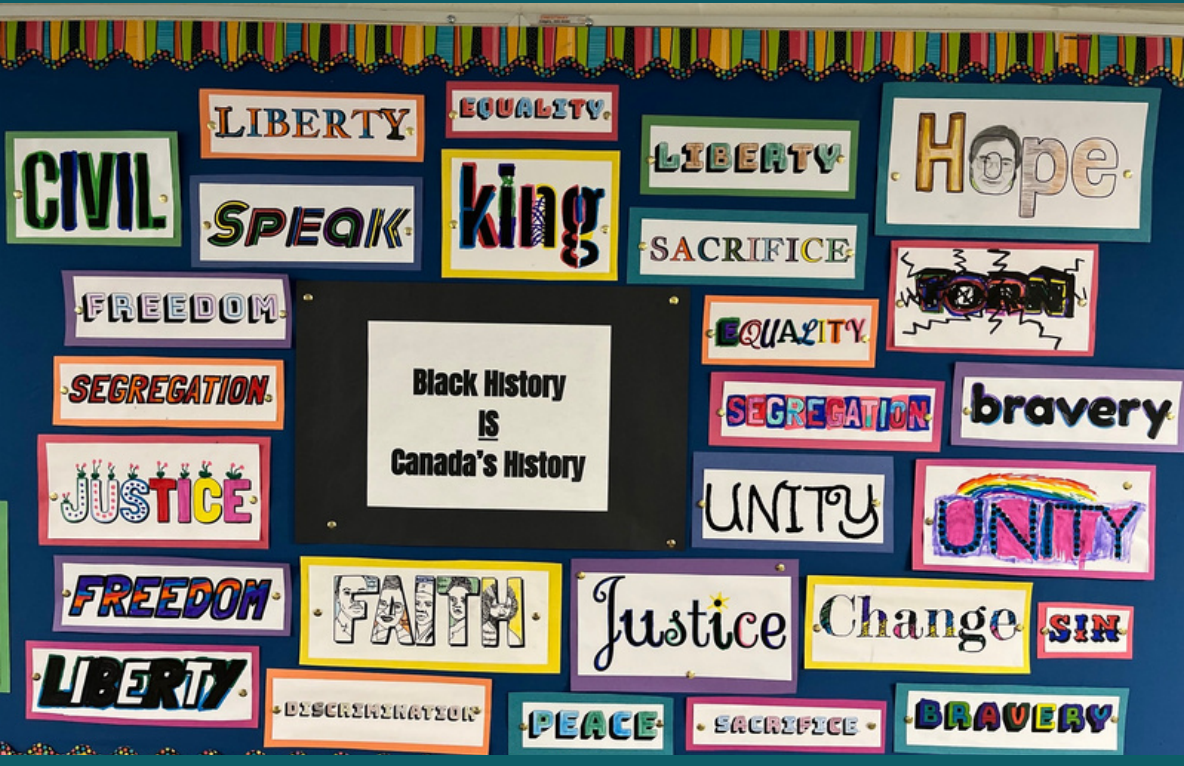 LIBERTY
EQUALITY
CIVIL
SPEAK
king
LIBERTY
Hope
SACRIFICE
FREEDOM
TORN
EQUALITY
SEGREGATION
Black History
IS
Canada's History
SEGREGATION
bravery
JUSTICE
UNITY
UNITY
FREEDOM
FAITH
Justice
Change
SIN
LIBERTY
DISCRIMINATION
PEACE
SACRIFICE
BRAVERY